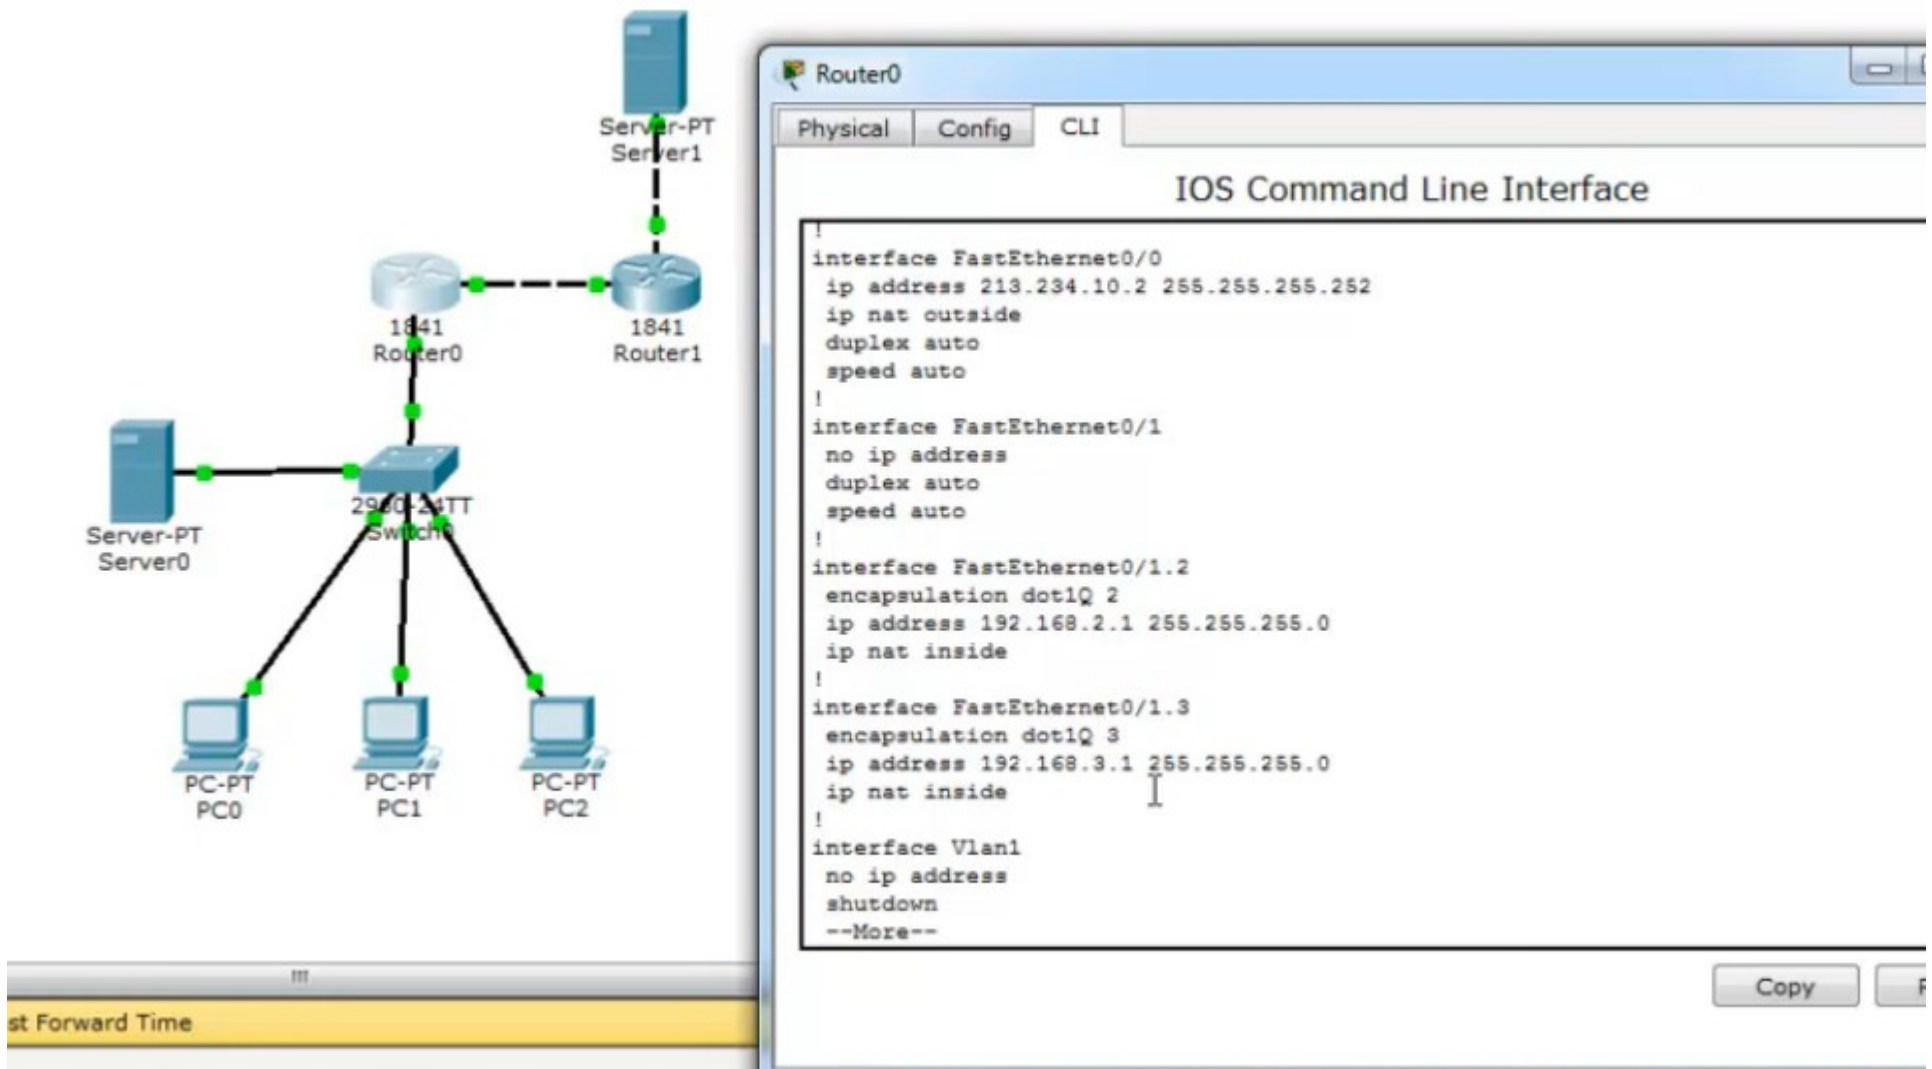 Server-PT
Server1
1841
Router0
1841
Router1
Server-PT
Server0
2960-24TT
Switch0
PC-PT
PC0
PC-PT
PC1
PC-PT
PC2
st Forward Time
Router0
Physical
Config
CLI
IOS Command Line Interface
!
interface FastEthernet0/0
ip address 213.234.10.2 255.255.255.252
ip nat outside
duplex auto
speed auto
!
interface FastEthernet0/1
no ip address
duplex auto
speed auto
!
interface FastEthernet0/1.2
encapsulation dot1Q 2
ip address 192.168.2.1 255.255.255.0
ip nat inside
!
interface FastEthernet0/1.3
encapsulation dot1Q 3
ip address 192.168.3.1 255.255.255.0
ip nat inside
!
interface Vlan1
no ip address
shutdown
--More--
Copy